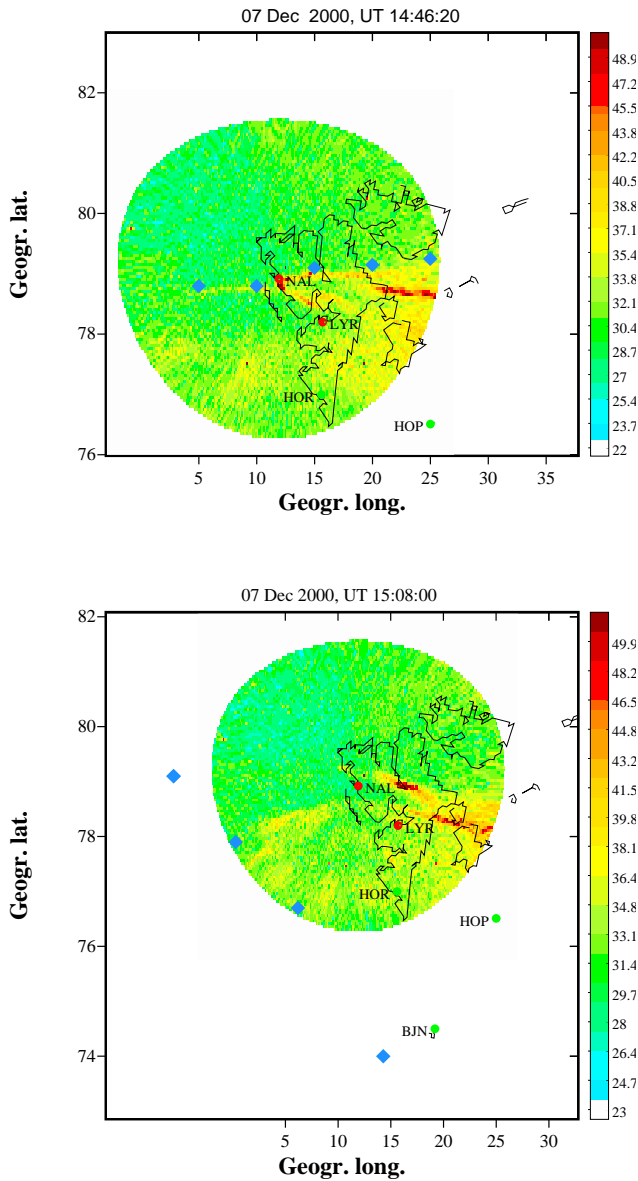 07 Dec 2000, UT 14:46:20
Geogr. lat.
82
80
78
76
NAL
LYR
HOR
HOP
5 10 15 20 25 30 35
Geogr. long.
48.9
47.2
45.5
43.8
42.2
40.5
38.8
37.1
35.4
33.8
32.1
30.4
28.7
27
25.4
23.7
22
07 Dec 2000, UT 15:08:00
Geogr. lat.
82
80
78
76
74
NAL
LYR
HOR
HOP
BJN
5 10 15 20 25 30
Geogr. long.
49.9
48.2
46.5
44.8
43.2
41.5
39.8
38.1
36.4
34.8
33.1
31.4
29.7
28
26.4
24.7
23